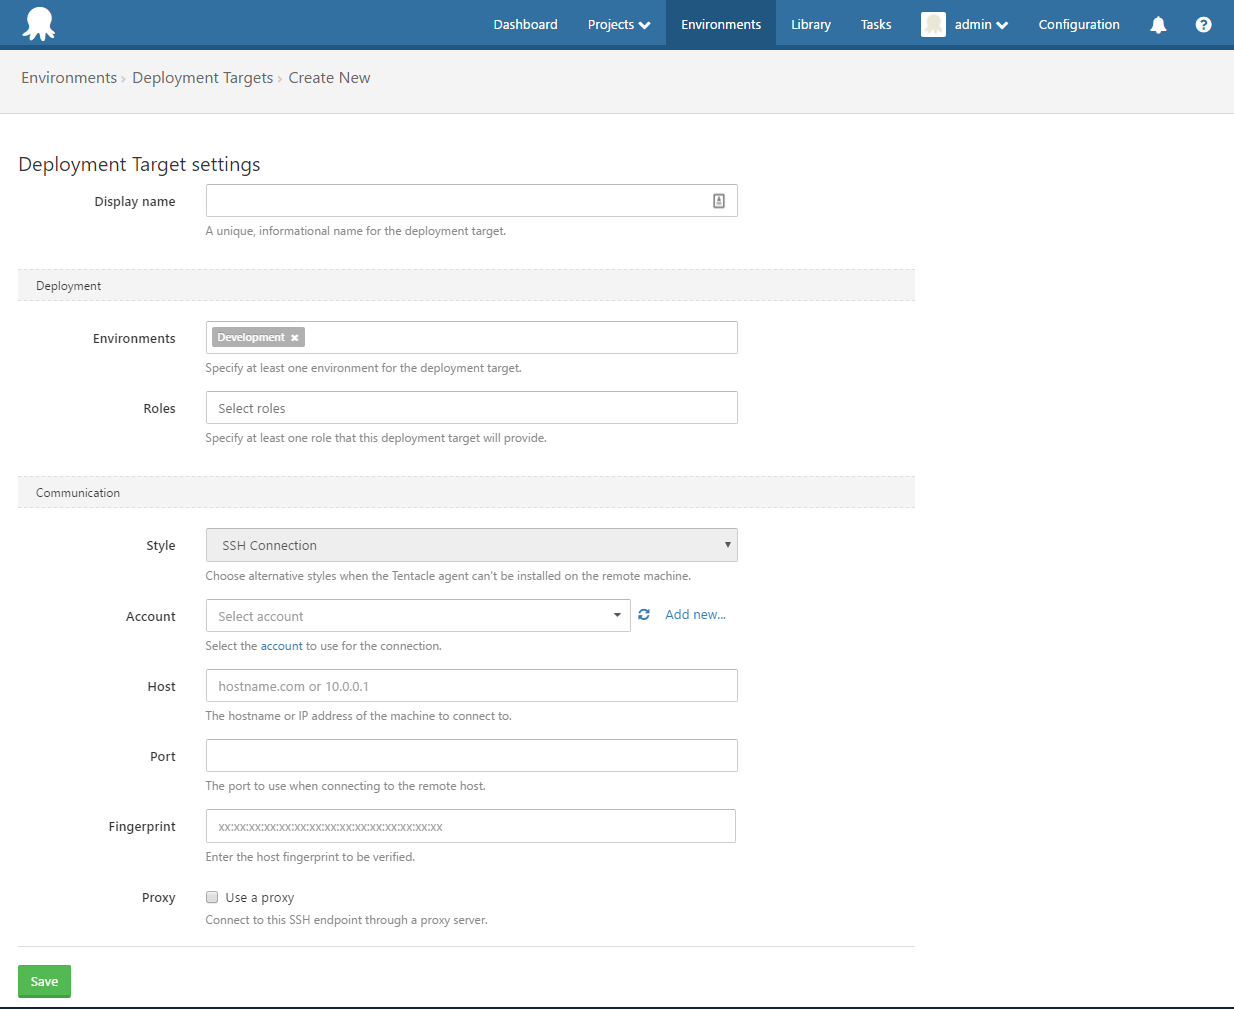 Dashboard Projects Environments Library Tasks admin Configuration
Environments › Deployment Targets › Create New
Deployment Target settings
Display name
A unique, informational name for the deployment target.
Deployment
Environments Development ×
Specify at least one environment for the deployment target.
Roles Select roles
Specify at least one role that this deployment target will provide.
Communication
Style SSH Connection
Choose alternative styles when the Tentacle agent can't be installed on the remote machine.
Account Select account Add new...
Select the account to use for the connection.
Host hostname.com or 10.0.0.1
The hostname or IP address of the machine to connect to.
Port
The port to use when connecting to the remote host.
Fingerprint xx:xx:xx:xx:xx:xx:xx:xx:xx:xx:xx:xx:xx:xx:xx
Enter the host fingerprint to be verified.
Proxy Use a proxy
Connect to this SSH endpoint through a proxy server.
Save